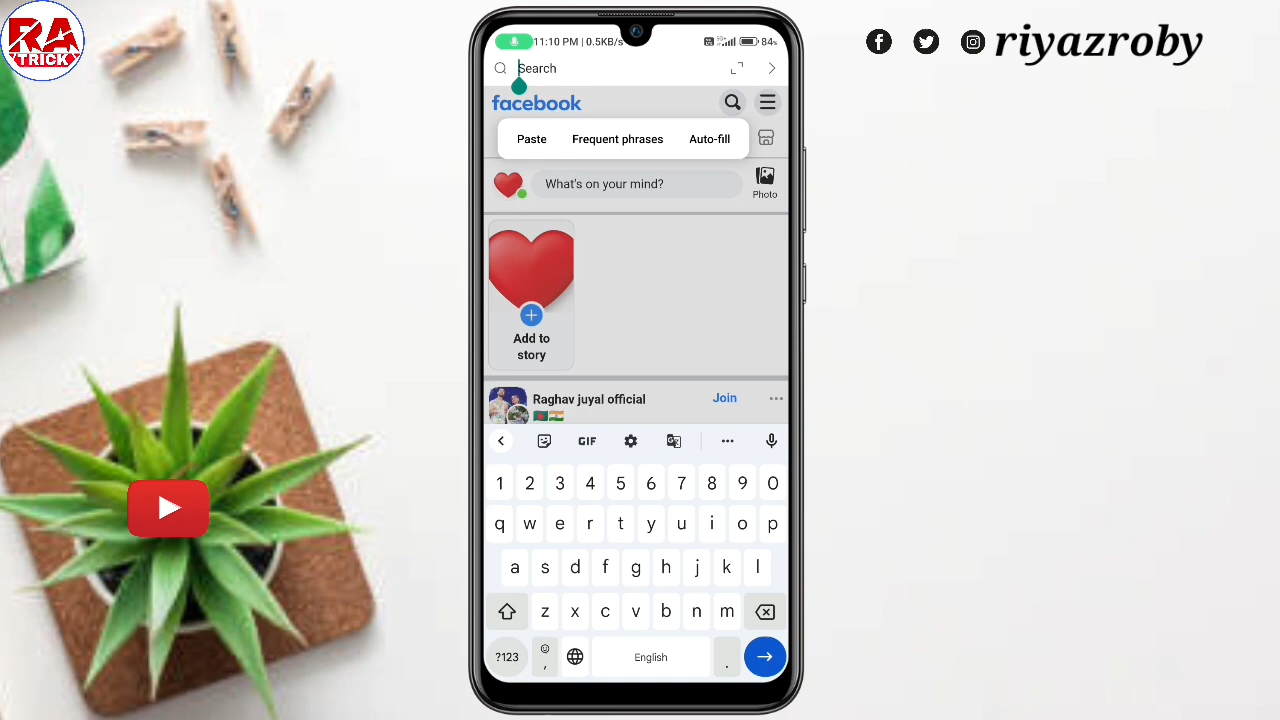 RA
TRICK
11:10 PM | 0.5KB/s
84%
riyazroby
Search
facebook
Paste Frequent phrases Auto-fill
What's on your mind?
Photo
Add to
story
Raghav juyal official
Join
GIF
1 2 3 4 5 6 7 8 9 0
q w e r t y u i o p
a s d f g h j k l
z x c v b n m
?123 , English .